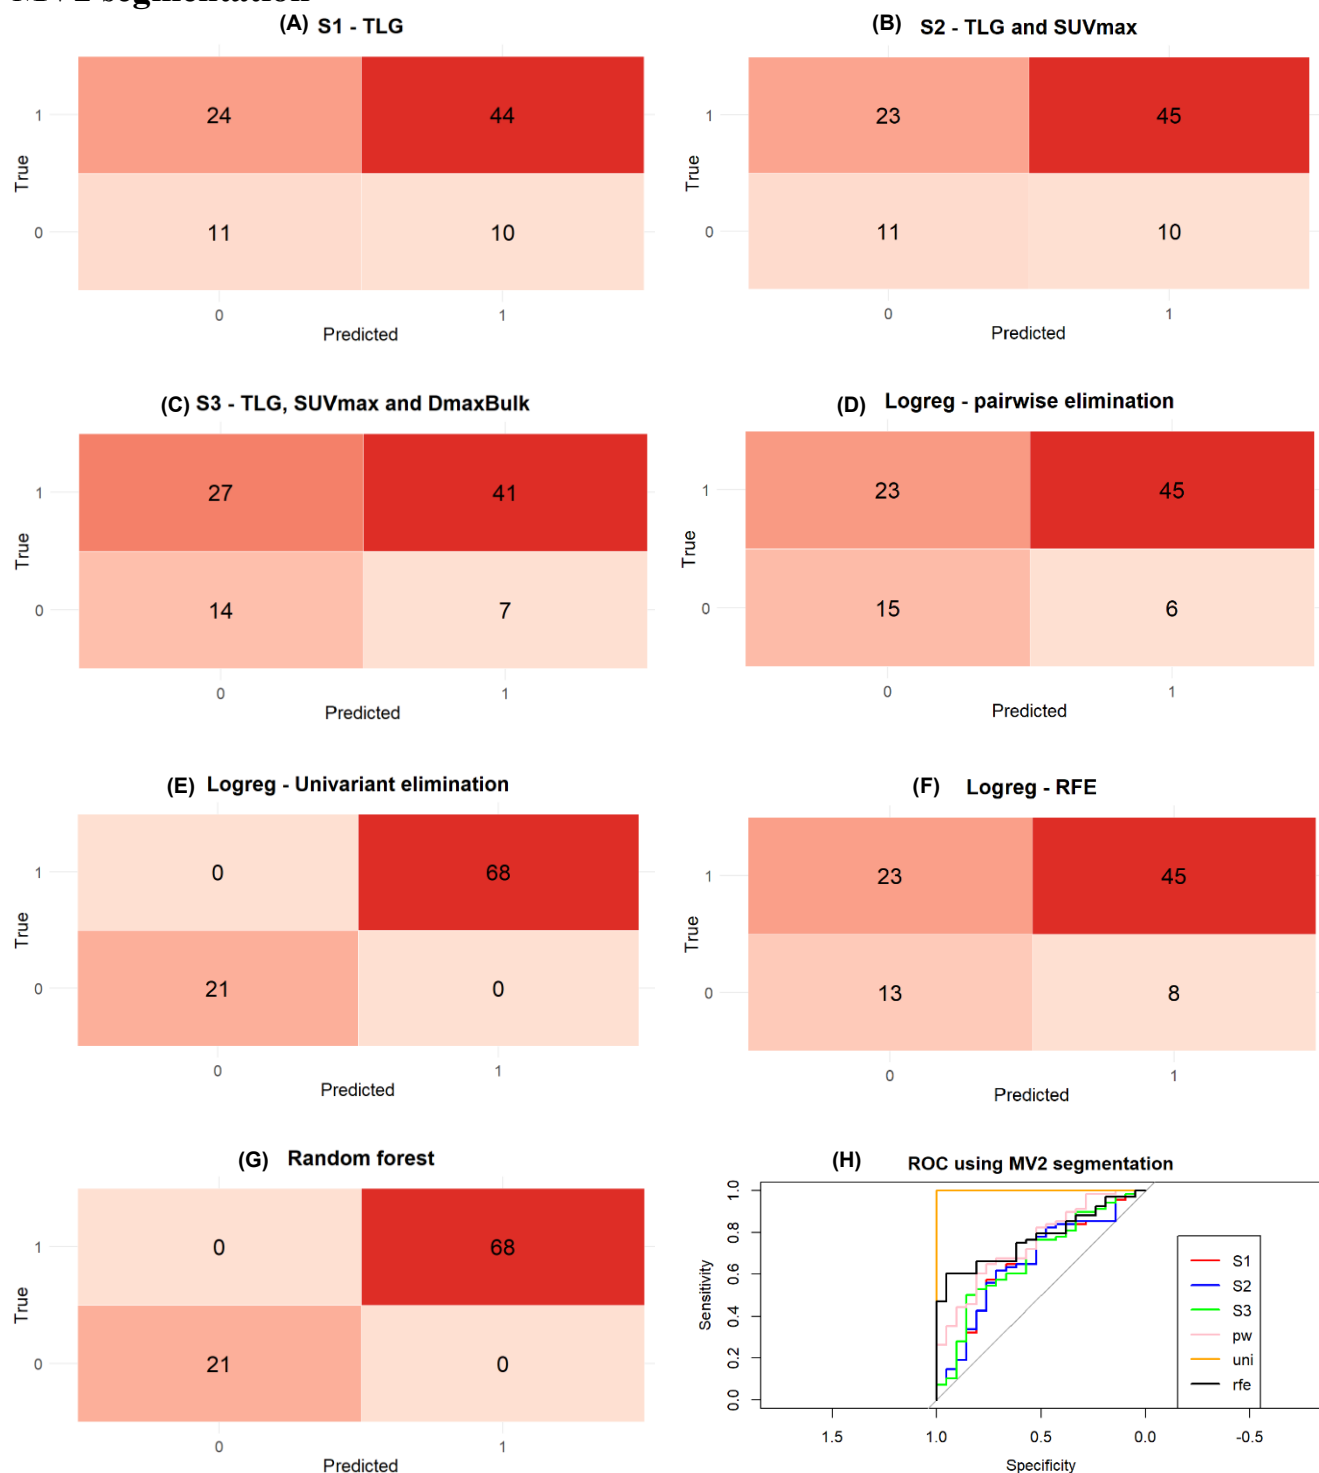 (A) S1 - TLG
1
24
44
True
0
11
10
0
1
Predicted
(B) S2 - TLG and SUVmax
1
23
45
True
0
11
10
0
1
Predicted
(C) S3 - TLG, SUVmax and DmaxBulk
1
27
41
True
0
14
7
0
1
Predicted
(D) Logreg - pairwise elimination
1
23
45
True
0
15
6
0
1
Predicted
(E) Logreg - Univariant elimination
1
0
68
True
0
21
0
0
1
Predicted
(F) Logreg - RFE
1
23
45
True
0
13
8
0
1
Predicted
(G) Random forest
1
0
68
True
0
21
0
0
1
Predicted
(H) ROC using MV2 segmentation
1.0
0.8
0.6
0.4
0.2
0.0
Sensitivity
S1
S2
S3
pw
uni
rfe
1.5
1.0
0.5
0.0
-0.5
Specificity